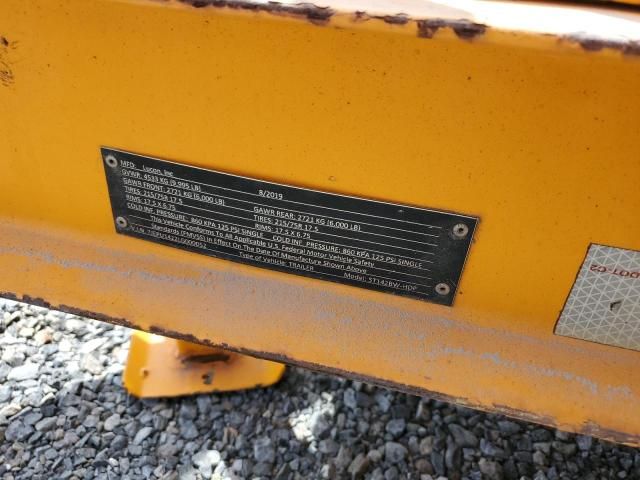 MFD: Lucon, Inc 8/2019
GVWR: 4533 KG (9,995 LB)
GAWR FRONT: 2721 KG (6,000 LB) GAWR REAR: 2721 KG (6,000 LB)
TIRES: 215/75R 17.5 TIRES: 215/75R 17.5
RIMS: 17.5 X 6.75 RIMS: 17.5 X 6.75
COLD INF. PRESSURE: 860 KPA 125 PSI SINGLE COLD INF. PRESSURE: 860 KPA 125 PSI SINGLE
This Vehicle Conforms To All Applicable U.S. Federal Motor Vehicle Safety
Standards (FMVSS) In Effect On The Date Of Manufacture Shown Above
V.I.N.
Type of Vehicle: TRAILER Model: ST142BW-HDP
DOT-C2